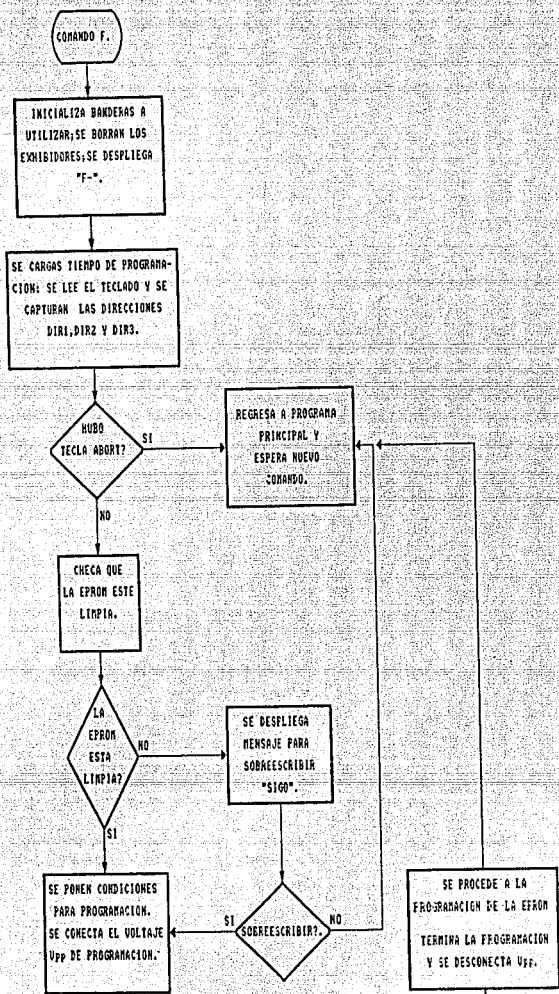 COMANDO F.
INICIALIZA BANDERAS A
UTILIZAR;SE BORRAN LOS
EXHIBIDORES;SE DESPLIEGA
"F-".
SE CARGAS TIEMPO DE PROGRAMA-
CION: SE LEE EL TECLADO Y SE
CAPTURAN LAS DIRECCIONES
DIR1,DIR2 Y DIR3.
HUBO
TECLA ABORT?
SI
NO
REGRESA A PROGRAMA
PRINCIPAL Y
ESPERA NUEVO
COMANDO.
CHECA QUE
LA EPROM ESTE
LIMPIA.
LA
EPROM
ESTA
LIMPIA?
NO
SI
SE DESPLIEGA
MENSAJE PARA
SOBREESCRIBIR
"SIGO".
SE PONEN CONDICIONES
PARA PROGRAMACION.
SE CONECTA EL VOLTAJE
Vpp DE PROGRAMACION.
SI
SOBREESCRIBIR?.
NO
SE PROCEDE A LA
PROGRAMACION DE LA EPROM
TERMINA LA PROGRAMACION
Y SE DESCONECTA Vpp.